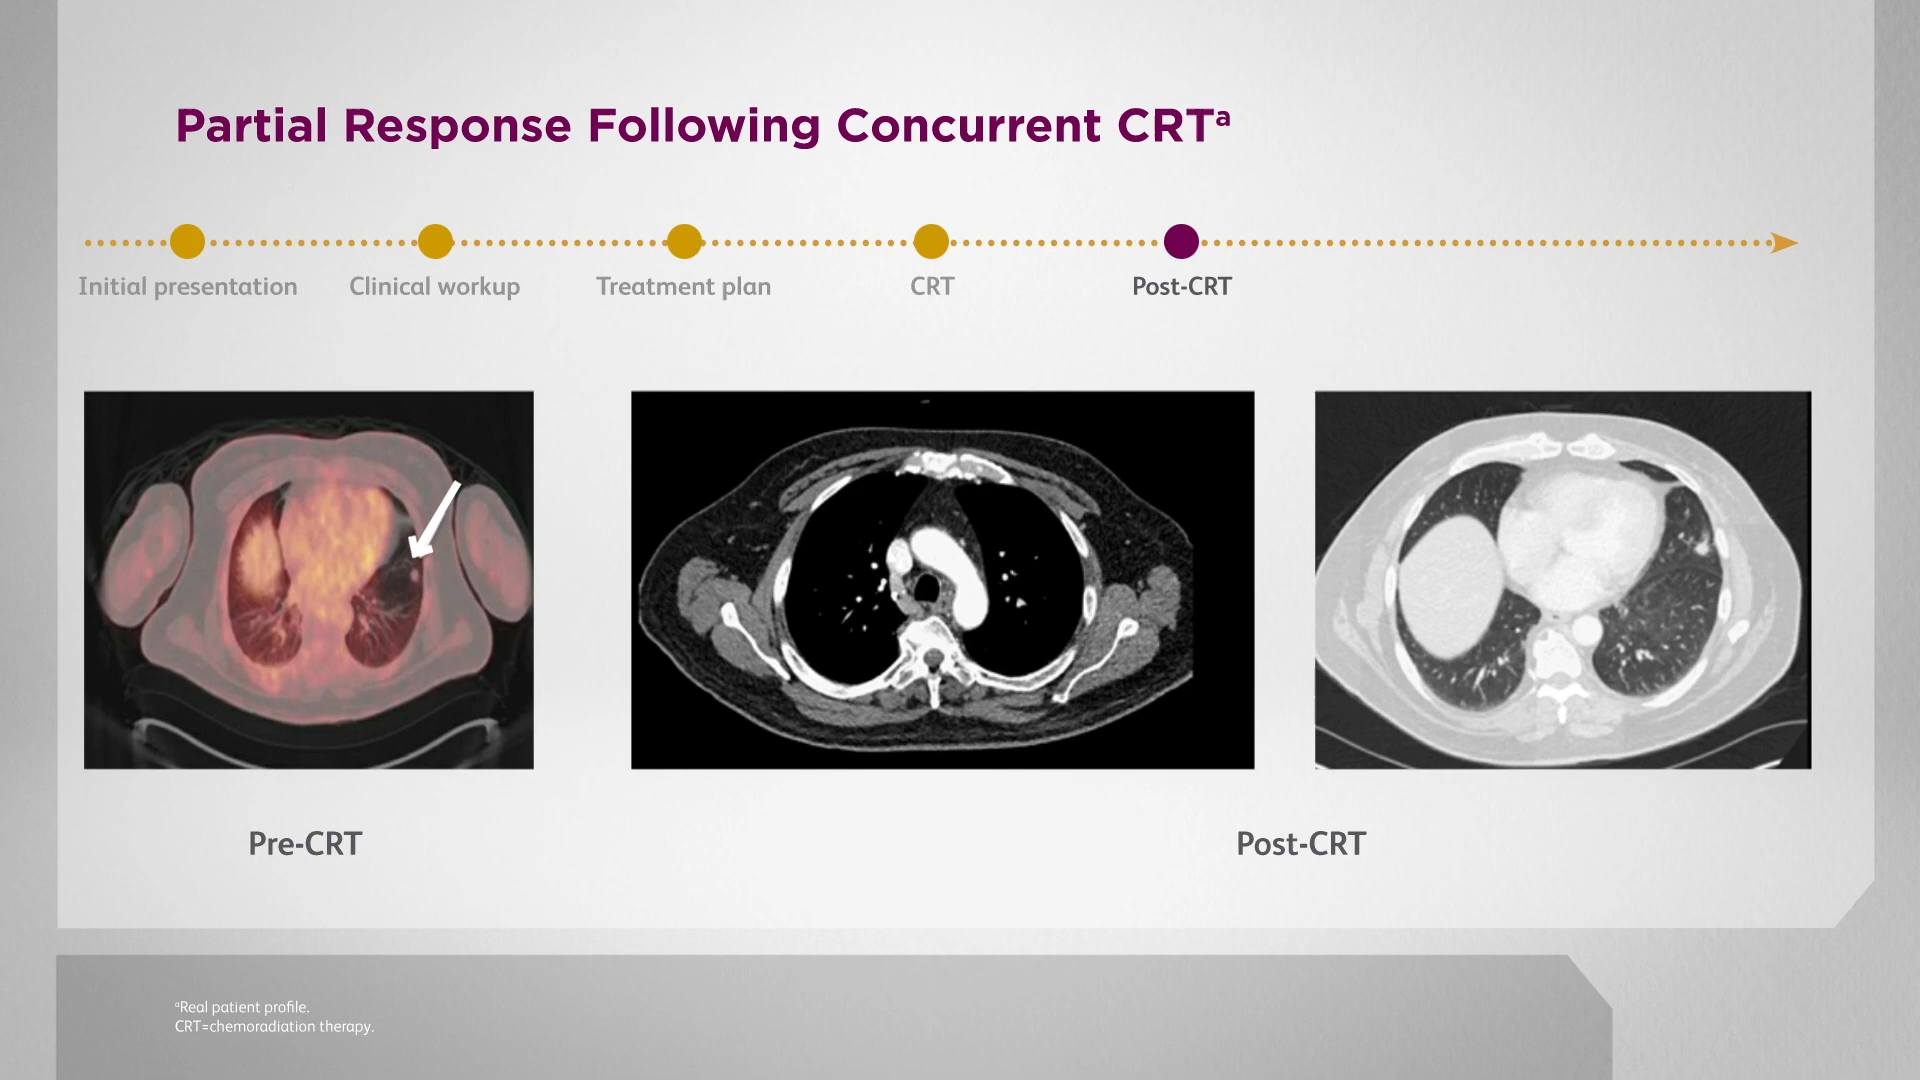 Partial Response Following Concurrent CRTᵃ
Initial presentation
Clinical workup
Treatment plan
CRT
Post-CRT
Pre-CRT
Post-CRT
ᵃReal patient profile.
CRT=chemoradiation therapy.